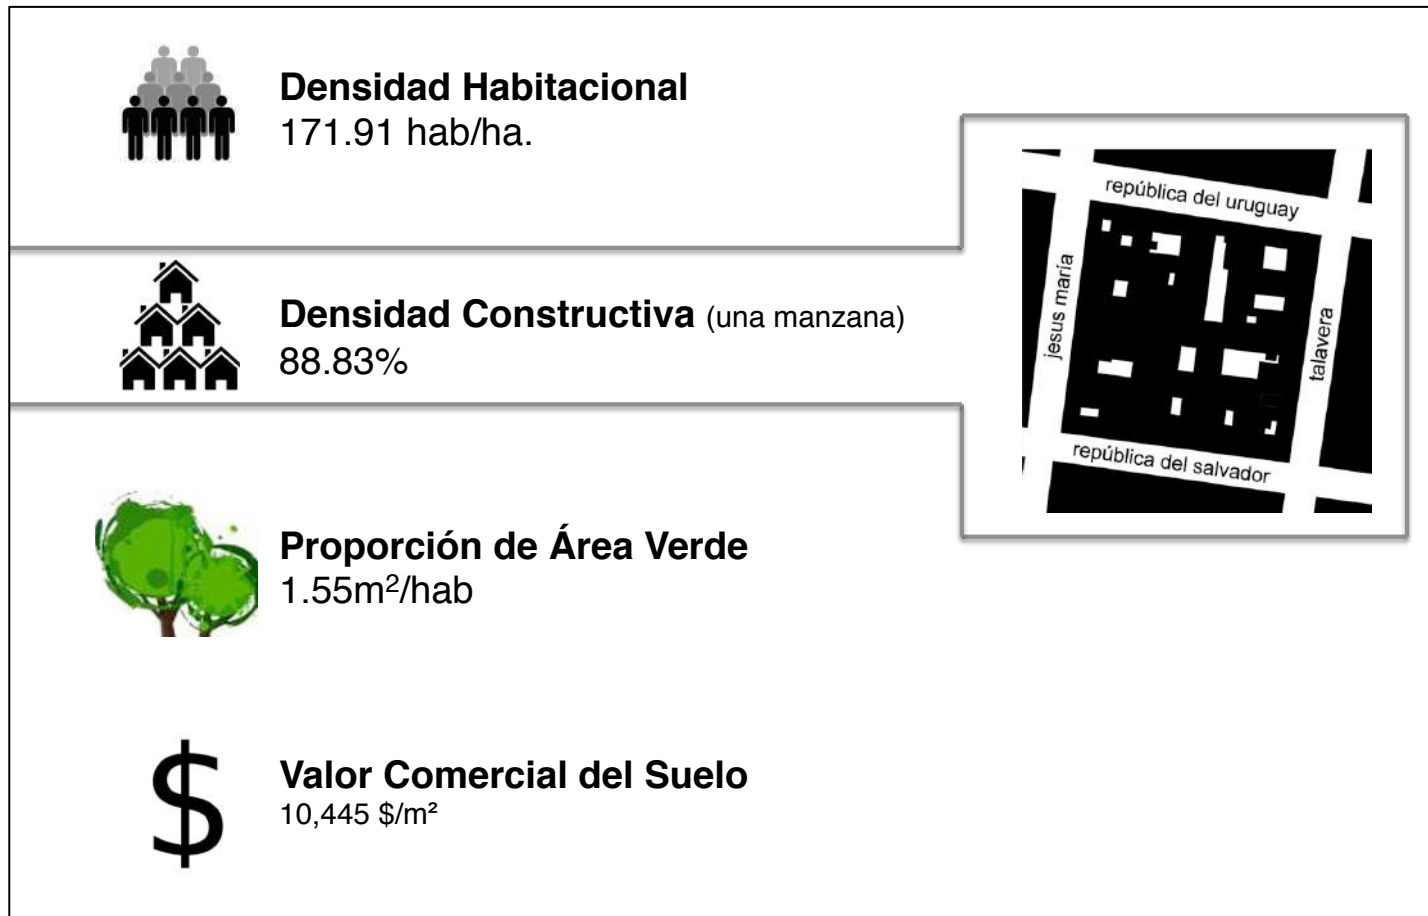 Densidad Habitacional
171.91 hab/ha.
Densidad Constructiva (una manzana)
88.83%
república del uruguay
jesus maría
talavera
república del salvador
Proporción de Área Verde
1.55m²/hab
$
Valor Comercial del Suelo
10,445 $/m²